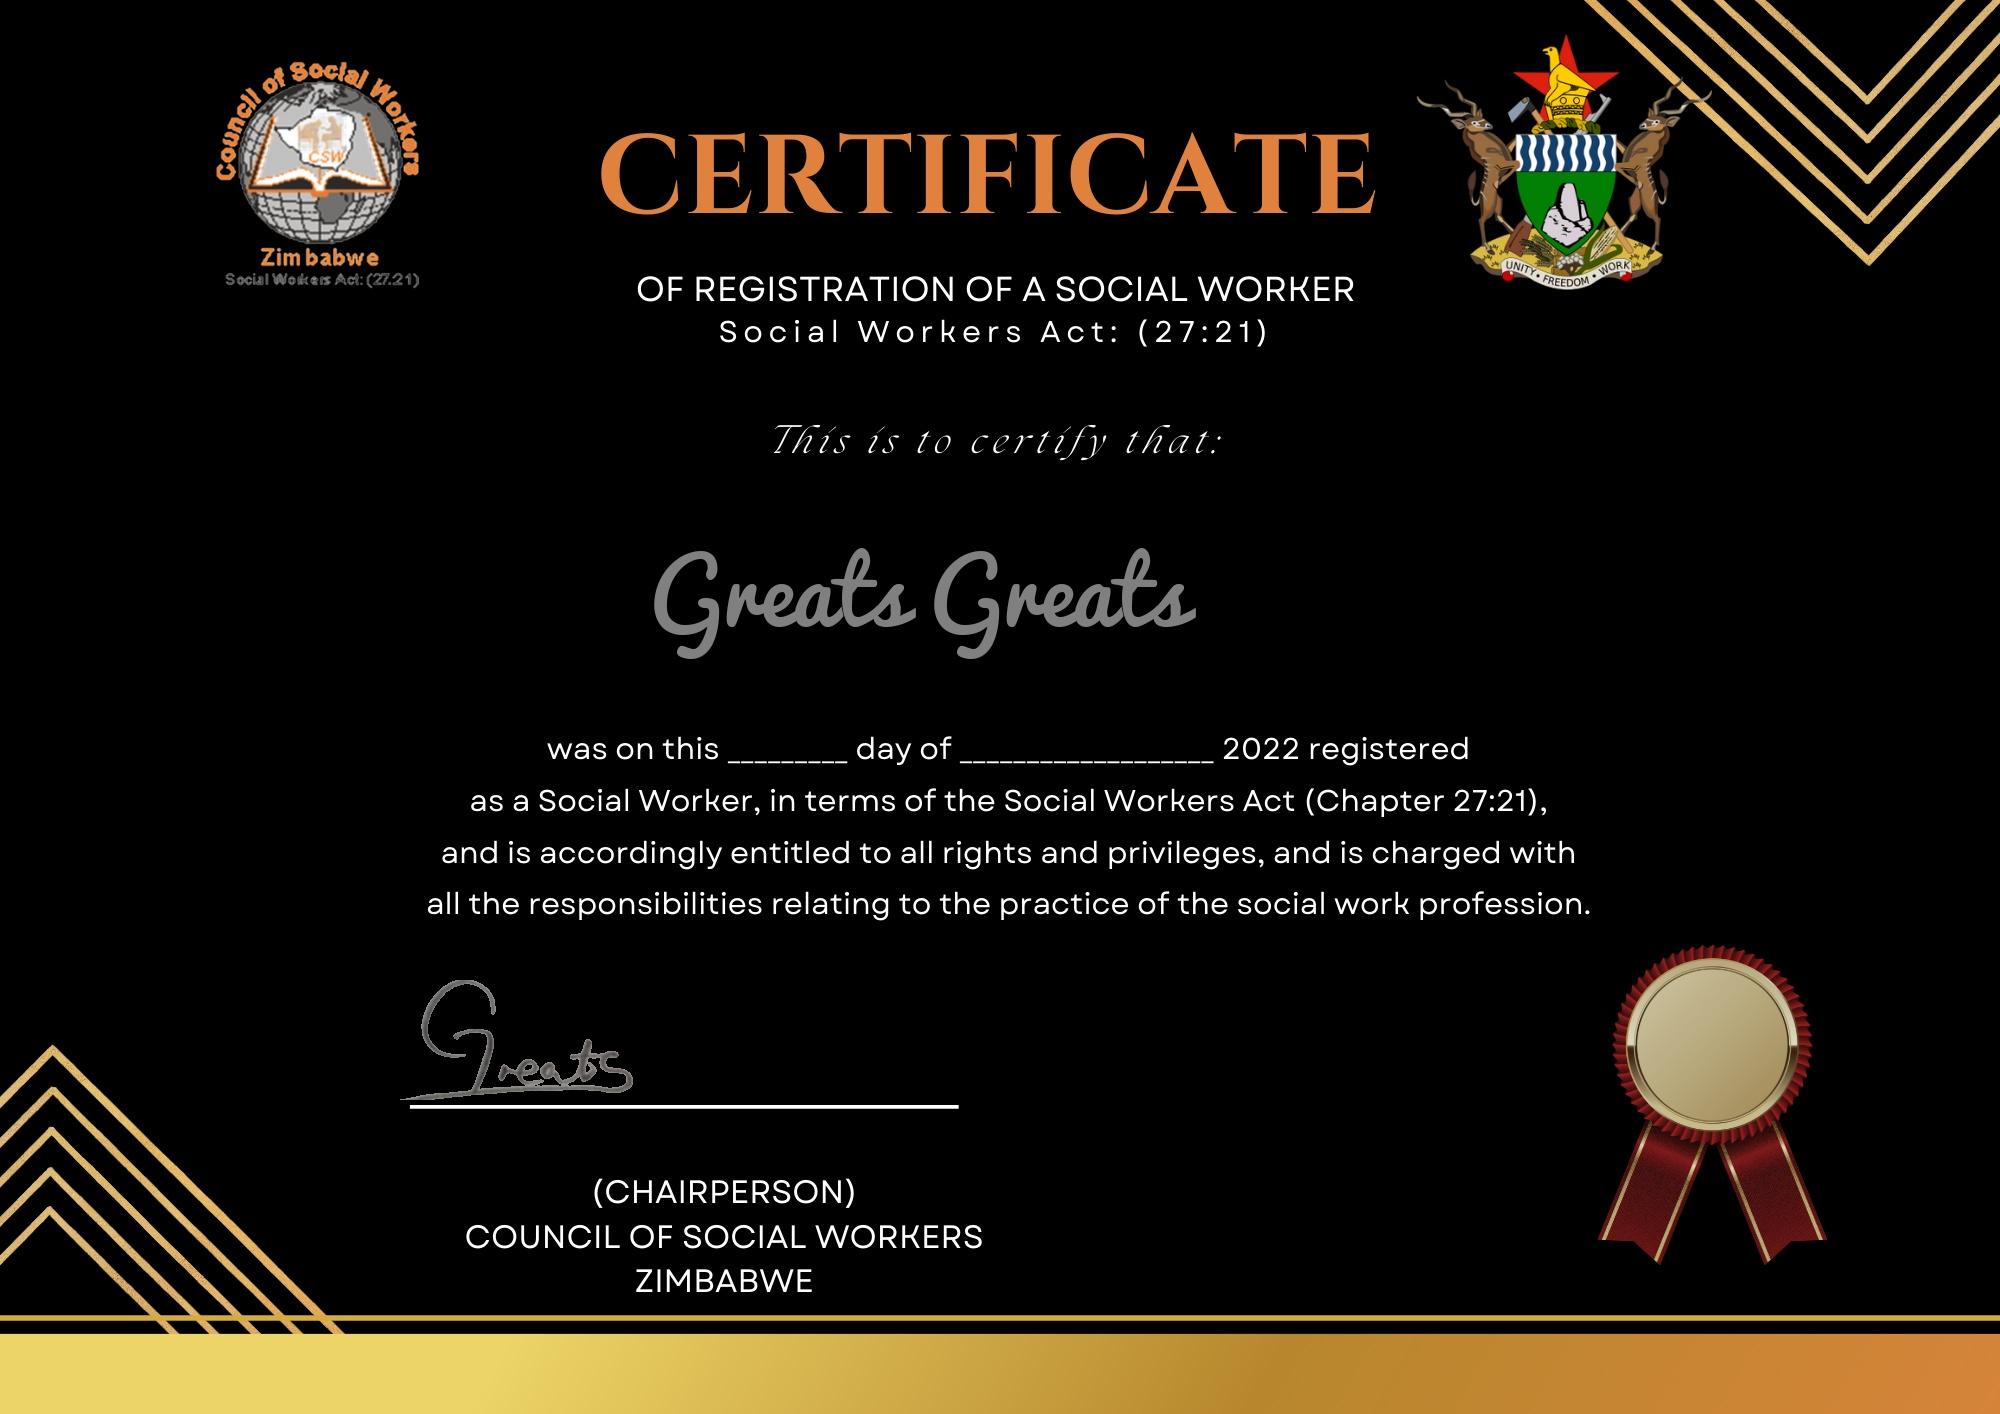 Council of Social Workers
CSW
Zimbabwe
Social Workers Act: (27.21)
CERTIFICATE
UNITY • FREEDOM • WORK
OF REGISTRATION OF A SOCIAL WORKER
Social Workers Act: (27:21)
This is to certify that:
Greats Greats
was on this _________ day of ___________________ 2022 registered
as a Social Worker, in terms of the Social Workers Act (Chapter 27:21),
and is accordingly entitled to all rights and privileges, and is charged with
all the responsibilities relating to the practice of the social work profession.
Greats
(CHAIRPERSON)
COUNCIL OF SOCIAL WORKERS
ZIMBABWE